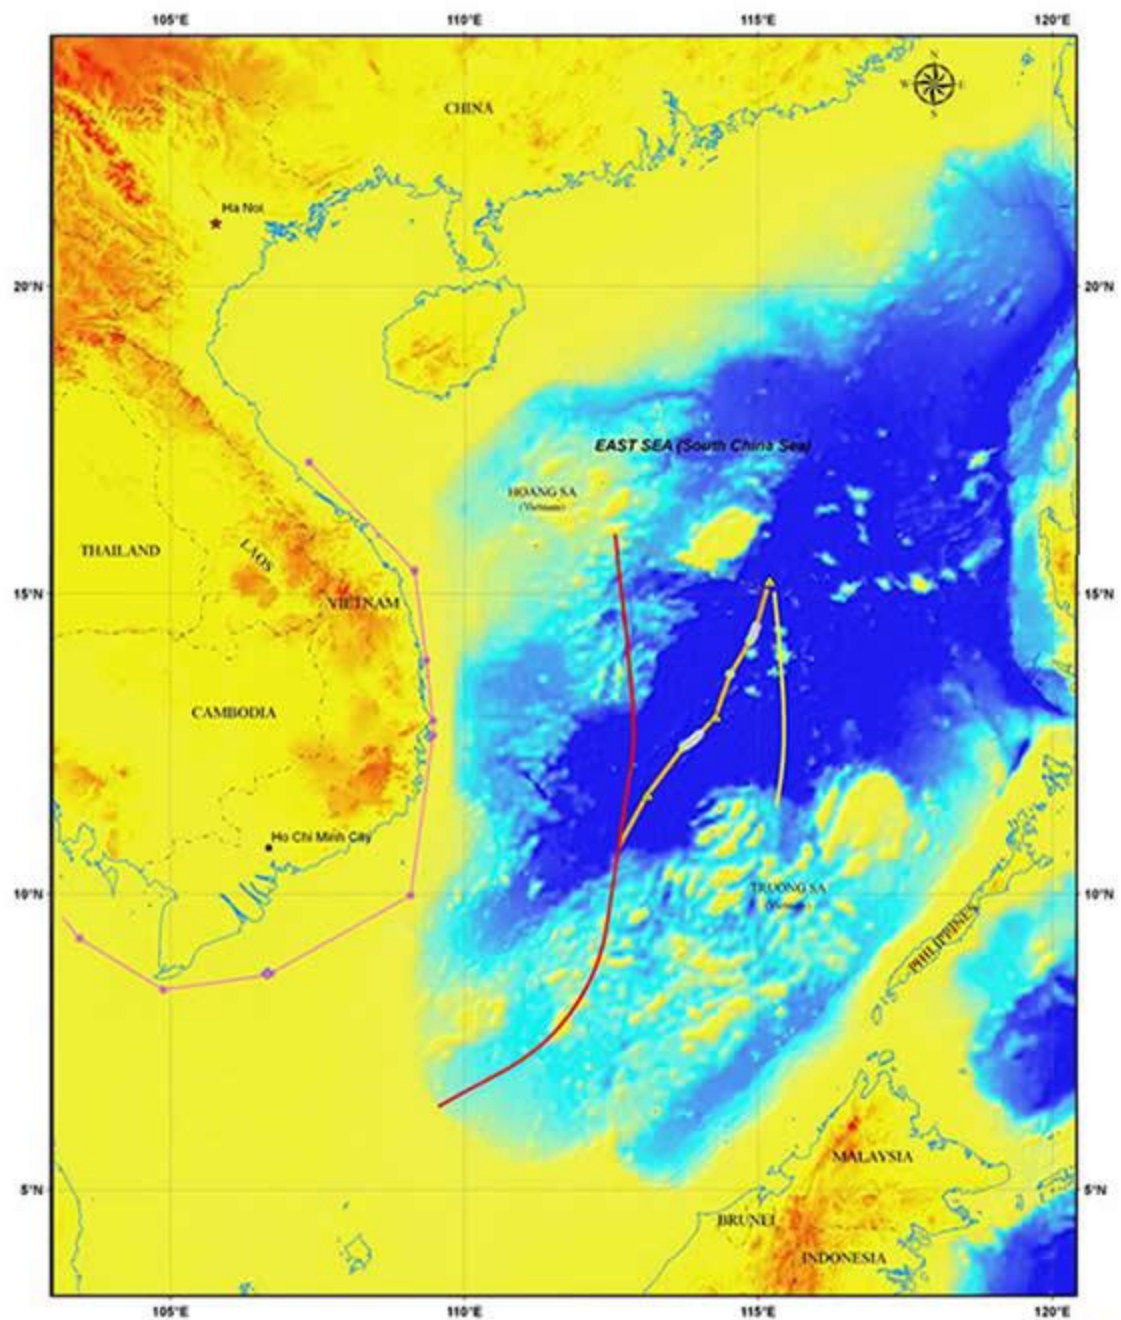 105°E 110°E 115°E 120°E
N
W E
S
CHINA
Ha Noi
20°N 20°N
EAST SEA (South China Sea)
HOANG SA
(Vietnam)
THAILAND
LAOS
VIETNAM
15°N 15°N
CAMBODIA
Ho Chi Minh City
TRUONG SA
(Vietnam)
10°N 10°N
PHILIPPINES
MALAYSIA
5°N 5°N
BRUNEI
INDONESIA
105°E 110°E 115°E 120°E